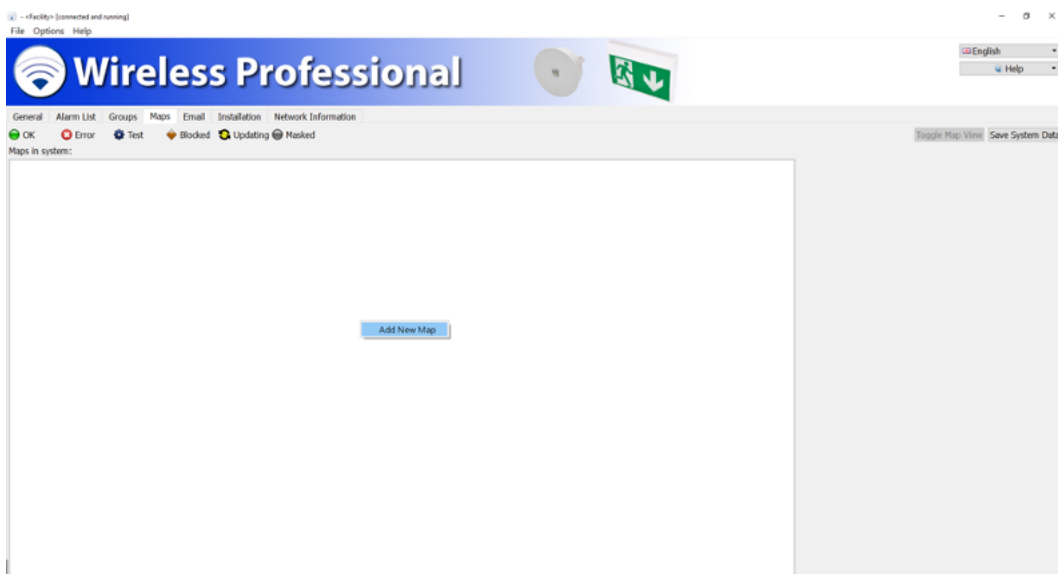 - <Facility> [connected and running]
File Options Help
Wireless Professional
English
Help
General Alarm List Groups Maps Email Installation Network Information
OK Error Test Blocked Updating Masked
Toggle Map View Save System Data
Maps in system:
Add New Map